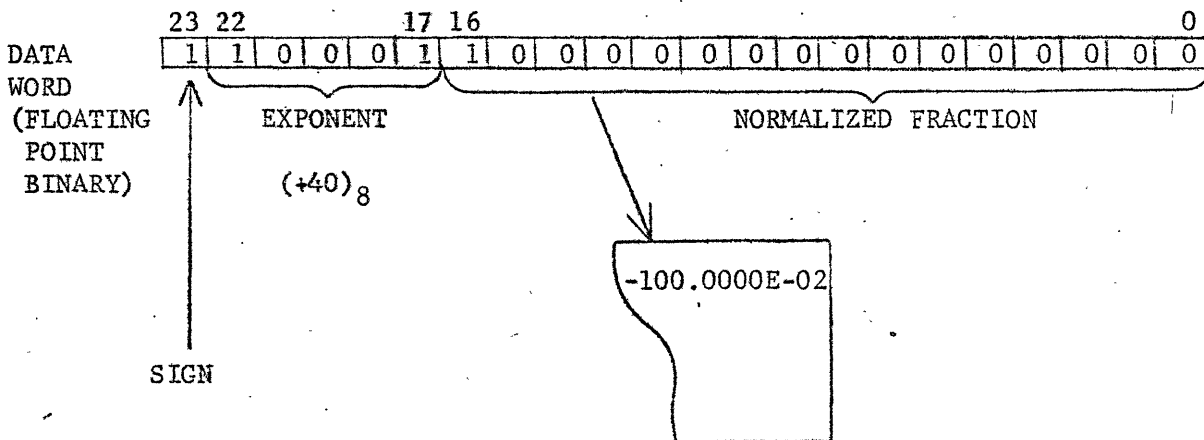 23 22 17 16 0
DATA 1 1 0 0 0 1 1 0 0 0 0 0 0 0 0 0 0 0 0 0 0 0 0
WORD
(FLOATING EXPONENT NORMALIZED FRACTION
POINT
BINARY) (+40)8
-100.0000E-02
SIGN